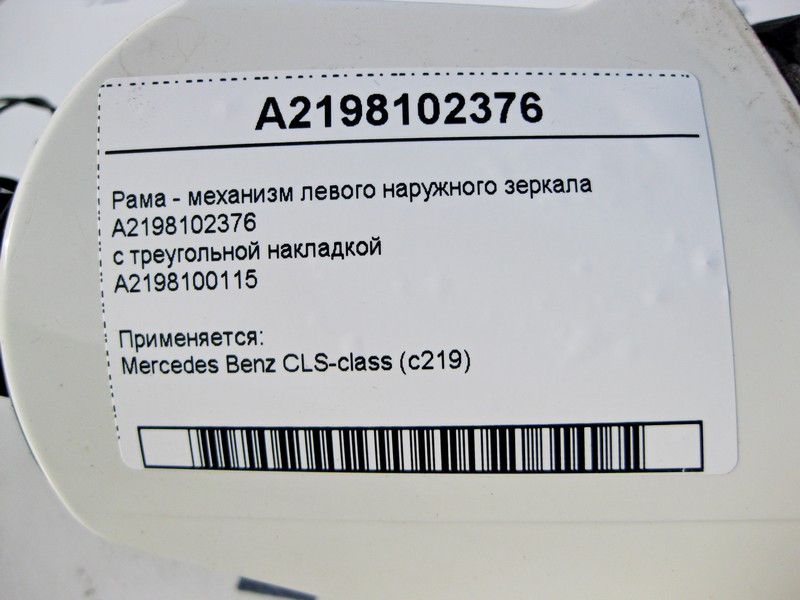 A2198102376
Рама - механизм левого наружного зеркала
A2198102376
с треугольной накладкой
A2198100115
Применяется:
Mercedes Benz CLS-class (c219)